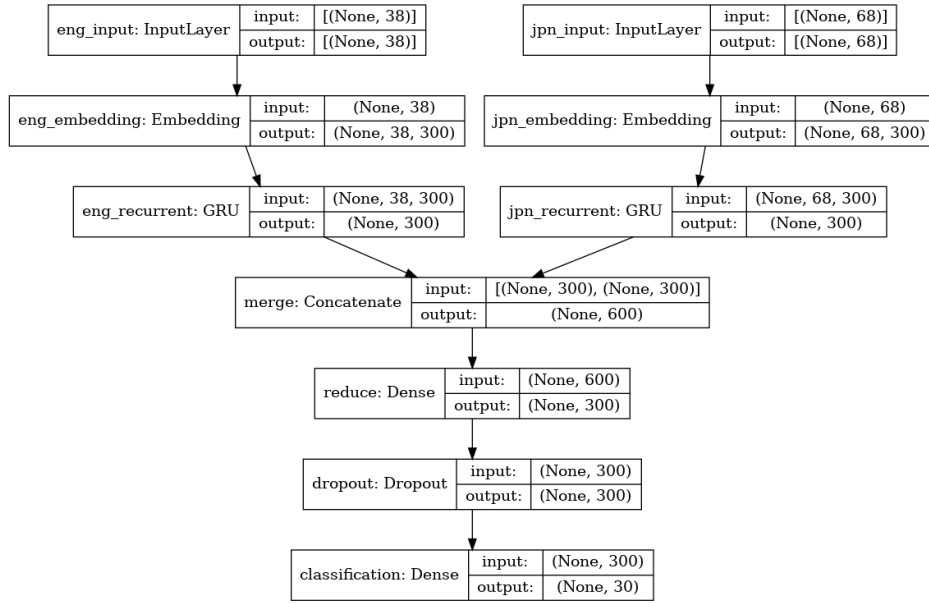 eng_input: InputLayer input: [(None, 38)]
output: [(None, 38)]
jpn_input: InputLayer input: [(None, 68)]
output: [(None, 68)]
eng_embedding: Embedding input: (None, 38)
output: (None, 38, 300)
jpn_embedding: Embedding input: (None, 68)
output: (None, 68, 300)
eng_recurrent: GRU input: (None, 38, 300)
output: (None, 300)
jpn_recurrent: GRU input: (None, 68, 300)
output: (None, 300)
merge: Concatenate input: [(None, 300), (None, 300)]
output: (None, 600)
reduce: Dense input: (None, 600)
output: (None, 300)
dropout: Dropout input: (None, 300)
output: (None, 300)
classification: Dense input: (None, 300)
output: (None, 30)